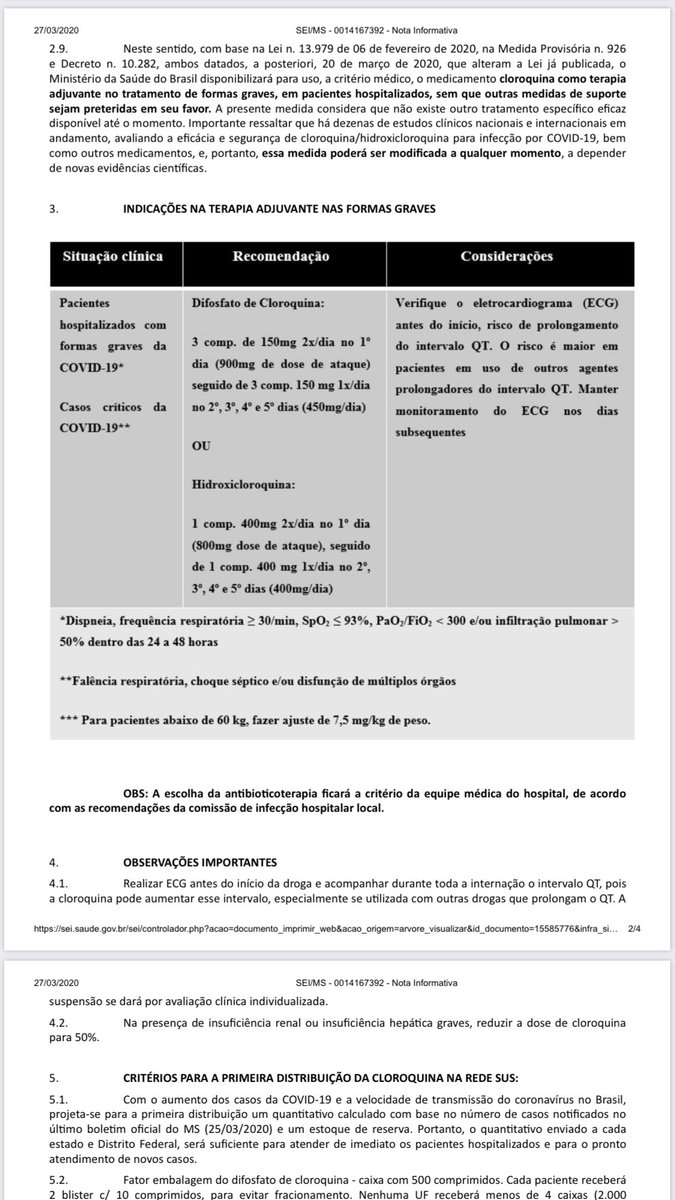 27/03/2020 SEI/MS - 0014167392 - Nota Informativa
2.9. Neste sentido, com base na Lei n. 13.979 de 06 de fevereiro de 2020, na Medida Provisória n. 926
e Decreto n. 10.282, ambos datados, a posteriori, 20 de março de 2020, que alteram a Lei já publicada, o
Ministério da Saúde do Brasil disponibilizará para uso, a critério médico, o medicamento cloroquina como terapia
adjuvante no tratamento de formas graves, em pacientes hospitalizados, sem que outras medidas de suporte
sejam preteridas em seu favor. A presente medida considera que não existe outro tratamento específico eficaz
disponível até o momento. Importante ressaltar que há dezenas de estudos clínicos nacionais e internacionais em
andamento, avaliando a eficácia e segurança de cloroquina/hidroxicloroquina para infecção por COVID-19, bem
como outros medicamentos, e, portanto, essa medida poderá ser modificada a qualquer momento, a depender
de novas evidências científicas.
3. INDICAÇÕES NA TERAPIA ADJUVANTE NAS FORMAS GRAVES
Situação clínica Recomendação Considerações
Pacientes
hospitalizados com
formas graves da
COVID-19*
Casos críticos da
COVID-19**
Difosfato de Cloroquina:
3 comp. de 150mg 2x/dia no 1º
dia (900mg de dose de ataque)
seguido de 3 comp. 150 mg 1x/dia
no 2º, 3º, 4º e 5º dias (450mg/dia)
OU
Hidroxicloroquina:
1 comp. 400mg 2x/dia no 1º dia
(800mg dose de ataque), seguido
de 1 comp. 400 mg 1x/dia no 2º,
3º, 4º e 5º dias (400mg/dia)
Verifique o eletrocardiograma (ECG)
antes do início, risco de prolongamento
do intervalo QT. O risco é maior em
pacientes em uso de outros agentes
prolongadores do intervalo QT. Manter
monitoramento do ECG nos dias
subsequentes
*Dispneia, frequência respiratória ≥ 30/min, SpO₂ ≤ 93%, PaO₂/FiO₂ < 300 e/ou infiltração pulmonar >
50% dentro das 24 a 48 horas
**Falência respiratória, choque séptico e/ou disfunção de múltiplos órgãos
*** Para pacientes abaixo de 60 kg, fazer ajuste de 7,5 mg/kg de peso.
OBS: A escolha da antibioticoterapia ficará a critério da equipe médica do hospital, de acordo
com as recomendações da comissão de infecção hospitalar local.
4. OBSERVAÇÕES IMPORTANTES
4.1. Realizar ECG antes do início da droga e acompanhar durante toda a internação o intervalo QT, pois
a cloroquina pode aumentar esse intervalo, especialmente se utilizada com outras drogas que prolongam o QT. A
https://sei.saude.gov.br/sei/controlador.php?acao=documento_imprimir_web&acao_origem=arvore_visualizar&id_documento=15585776&infra_si… 2/4
27/03/2020 SEI/MS - 0014167392 - Nota Informativa
suspensão se dará por avaliação clínica individualizada.
4.2. Na presença de insuficiência renal ou insuficiência hepática graves, reduzir a dose de cloroquina
para 50%.
5. CRITÉRIOS PARA A PRIMEIRA DISTRIBUIÇÃO DA CLOROQUINA NA REDE SUS:
5.1. Com o aumento dos casos da COVID-19 e a velocidade de transmissão do coronavírus no Brasil,
projeta-se para a primeira distribuição um quantitativo calculado com base no número de casos notificados no
último boletim oficial do MS (25/03/2020) e um estoque de reserva. Portanto, o quantitativo enviado a cada
estado e Distrito Federal, será suficiente para atender de imediato os pacientes hospitalizados e para o pronto
atendimento de novos casos.
5.2. Fator embalagem do difosfato de cloroquina - caixa com 500 comprimidos. Cada paciente receberá
2 blister c/ 10 comprimidos, para evitar fracionamento. Nenhuma UF receberá menos de 4 caixas (2.000